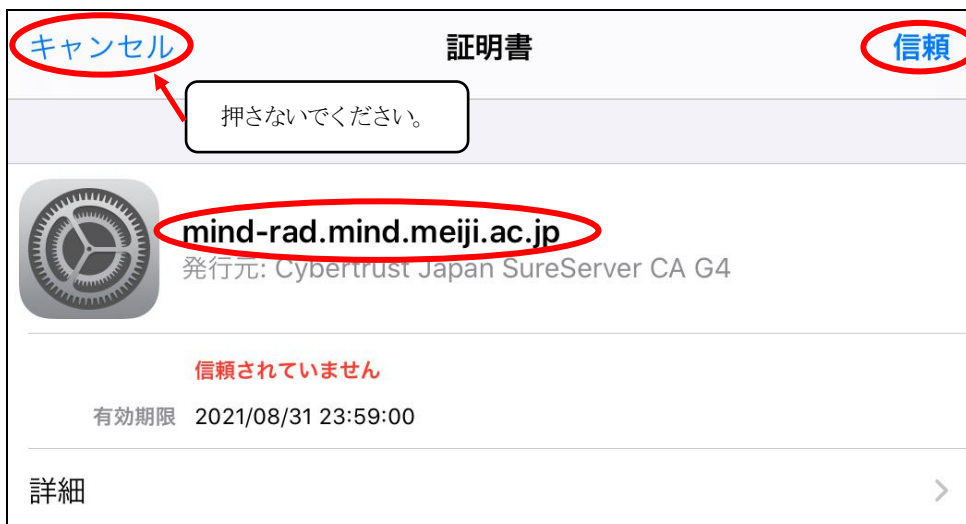 キャンセル 証明書 信頼
押さないでください。
mind-rad.mind.meiji.ac.jp
発行元: Cybertrust Japan SureServer CA G4
信頼されていません
有効期限 2021/08/31 23:59:00
詳細